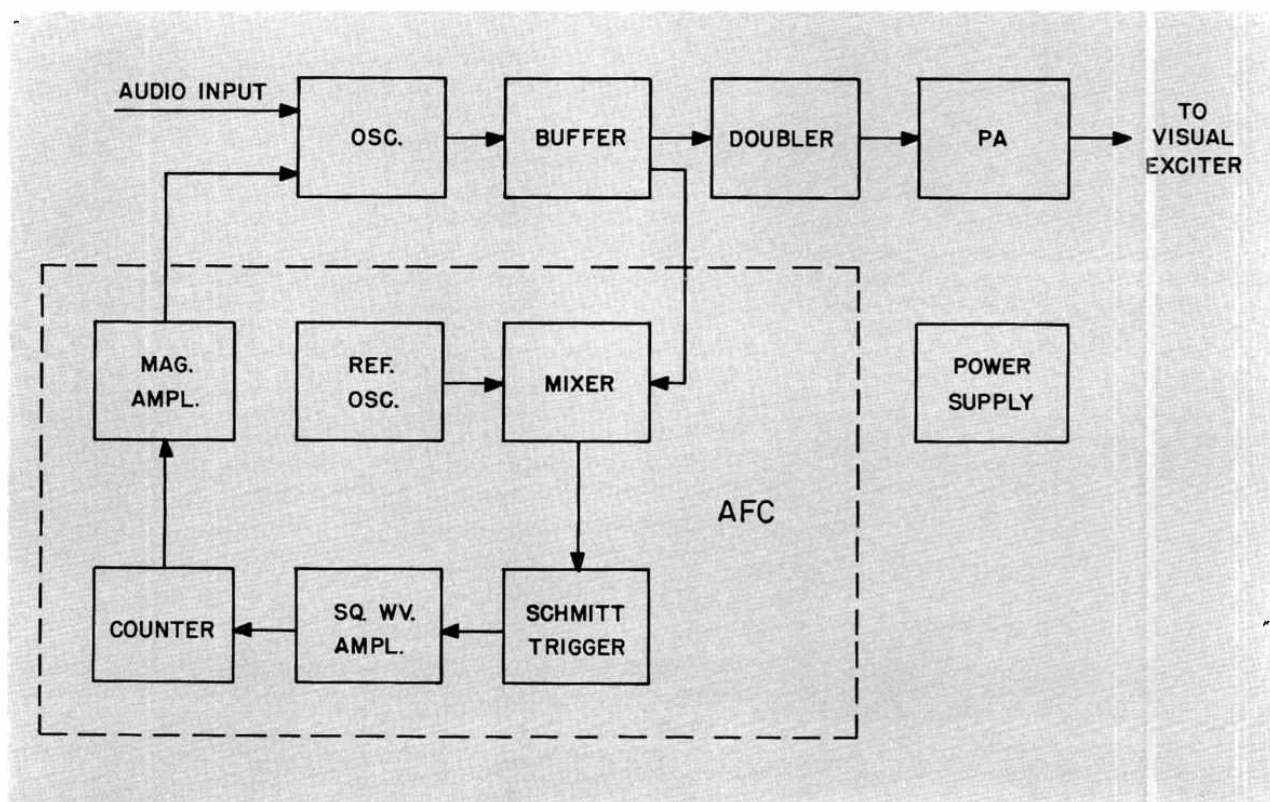 AUDIO INPUT
OSC.
BUFFER
DOUBLER
PA
TO
VISUAL
EXCITER
MAG.
AMPL.
REF.
OSC.
MIXER
POWER
SUPPLY
AFC
COUNTER
SQ. WV.
AMPL.
SCHMITT
TRIGGER